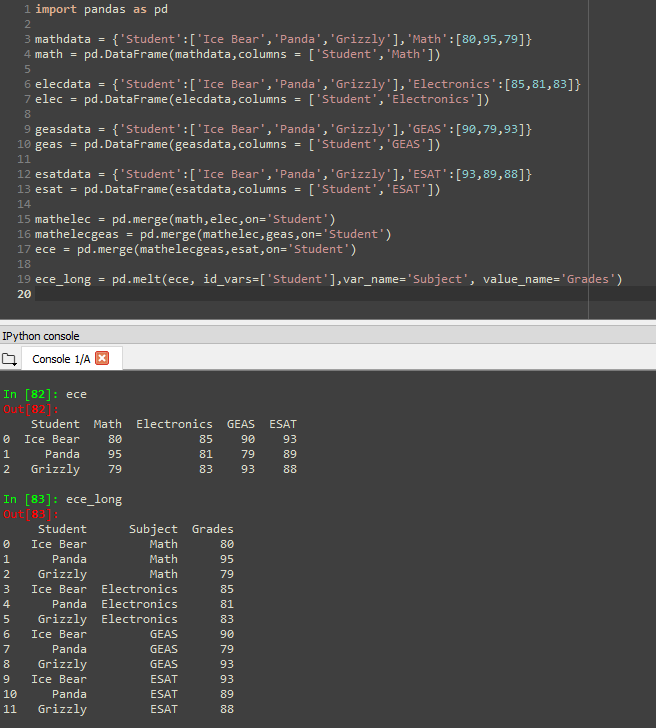 1 import pandas as pd
2
3 mathdata = {'Student':['Ice Bear','Panda','Grizzly'],'Math':[80,95,79]}
4 math = pd.DataFrame(mathdata,columns = ['Student','Math'])
5
6 elecdata = {'Student':['Ice Bear','Panda','Grizzly'],'Electronics':[85,81,83]}
7 elec = pd.DataFrame(elecdata,columns = ['Student','Electronics'])
8
9 geasdata = {'Student':['Ice Bear','Panda','Grizzly'],'GEAS':[90,79,93]}
10 geas = pd.DataFrame(geasdata,columns = ['Student','GEAS'])
11
12 esatdata = {'Student':['Ice Bear','Panda','Grizzly'],'ESAT':[93,89,88]}
13 esat = pd.DataFrame(esatdata,columns = ['Student','ESAT'])
14
15 mathelec = pd.merge(math,elec,on='Student')
16 mathelecgeas = pd.merge(mathelec,geas,on='Student')
17 ece = pd.merge(mathelecgeas,esat,on='Student')
18
19 ece_long = pd.melt(ece, id_vars=['Student'],var_name='Subject', value_name='Grades')
20
IPython console
Console 1/A
In [82]: ece
Out[82]:
Student Math Electronics GEAS ESAT
0 Ice Bear 80 85 90 93
1 Panda 95 81 79 89
2 Grizzly 79 83 93 88
In [83]: ece_long
Out[83]:
Student Subject Grades
0 Ice Bear Math 80
1 Panda Math 95
2 Grizzly Math 79
3 Ice Bear Electronics 85
4 Panda Electronics 81
5 Grizzly Electronics 83
6 Ice Bear GEAS 90
7 Panda GEAS 79
8 Grizzly GEAS 93
9 Ice Bear ESAT 93
10 Panda ESAT 89
11 Grizzly ESAT 88